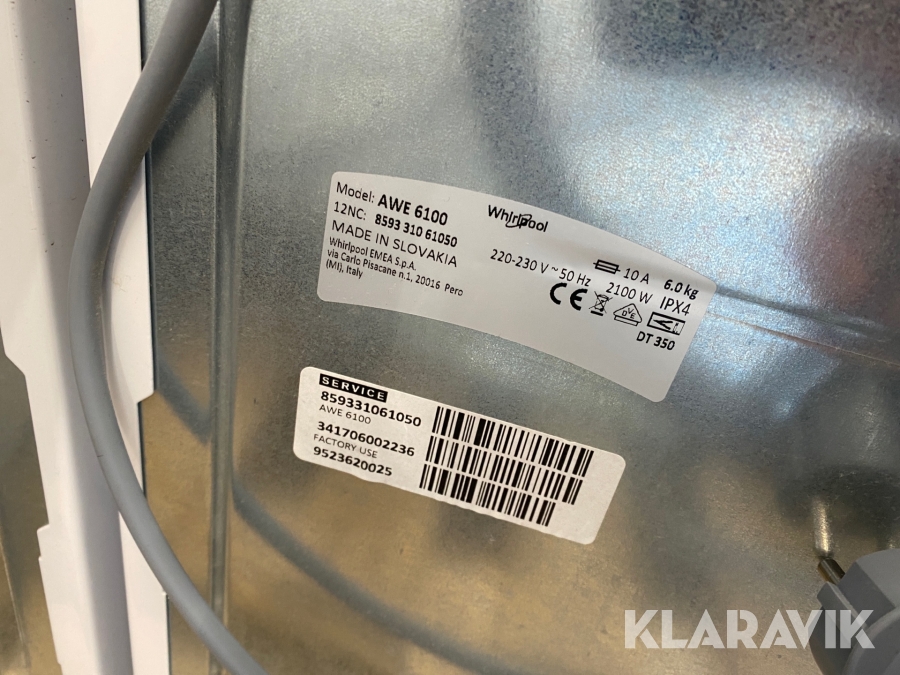 Model: AWE 6100
12NC: 8593 310 61050
MADE IN SLOVAKIA
Whirlpool EMEA S.p.A.
via Carlo Pisacane n.1, 20016 Pero
(MI), Italy
Whirlpool
10 A 6.0 kg
220-230 V ~ 50 Hz 2100 W IPX4
CE DVE
DT 350
SERVICE
859331061050
AWE 6100
341706002236
FACTORY USE
9523620025
KLARAVIK